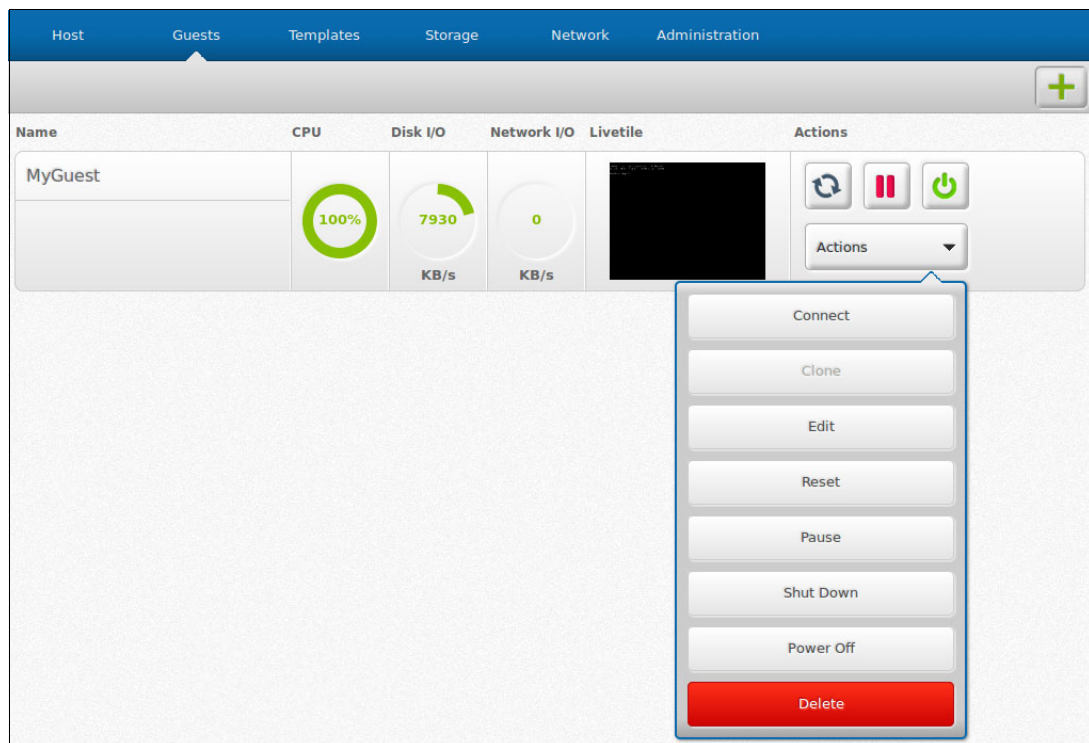 Host Guests Templates Storage Network Administration
Name CPU Disk I/O Network I/O Livetile Actions
MyGuest
100% 7930 0
KB/s KB/s
Actions
Connect
Clone
Edit
Reset
Pause
Shut Down
Power Off
Delete